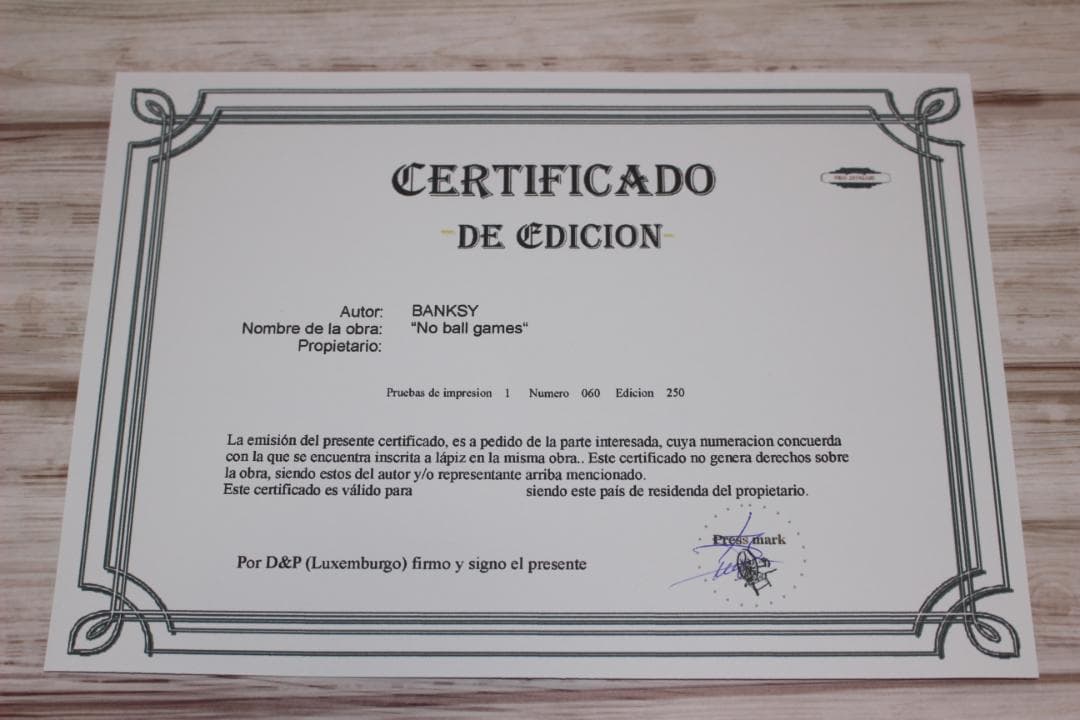 CERTIFICADO
-DE EDICION-
Autor: BANKSY
Nombre de la obra: "No ball games"
Propietario:
Pruebas de impresion 1 Numero 060 Edicion 250
La emisión del presente certificado, es a pedido de la parte interesada, cuya numeracion concuerda
con la que se encuentra inscrita a lápiz en la misma obra.. Este certificado no genera derechos sobre
la obra, siendo estos del autor y/o representante arriba mencionado.
Este certificado es válido para siendo este país de residenda del propietario.
Press mark
Por D&P (Luxemburgo) firmo y signo el presente